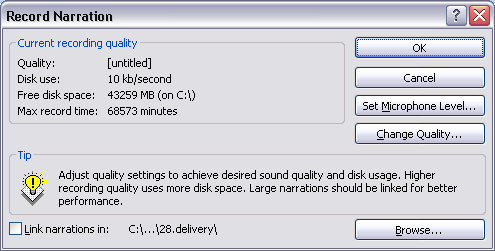 Record Narration
Current recording quality
Quality: [untitled]
Disk use: 10 kb/second
Free disk space: 43259 MB (on C:\)
Max record time: 68573 minutes
OK
Cancel
Set Microphone Level...
Change Quality...
Tip
Adjust quality settings to achieve desired sound quality and disk usage. Higher
recording quality uses more disk space. Large narrations should be linked for better
performance.
Link narrations in: C:\...\28.delivery\
Browse...